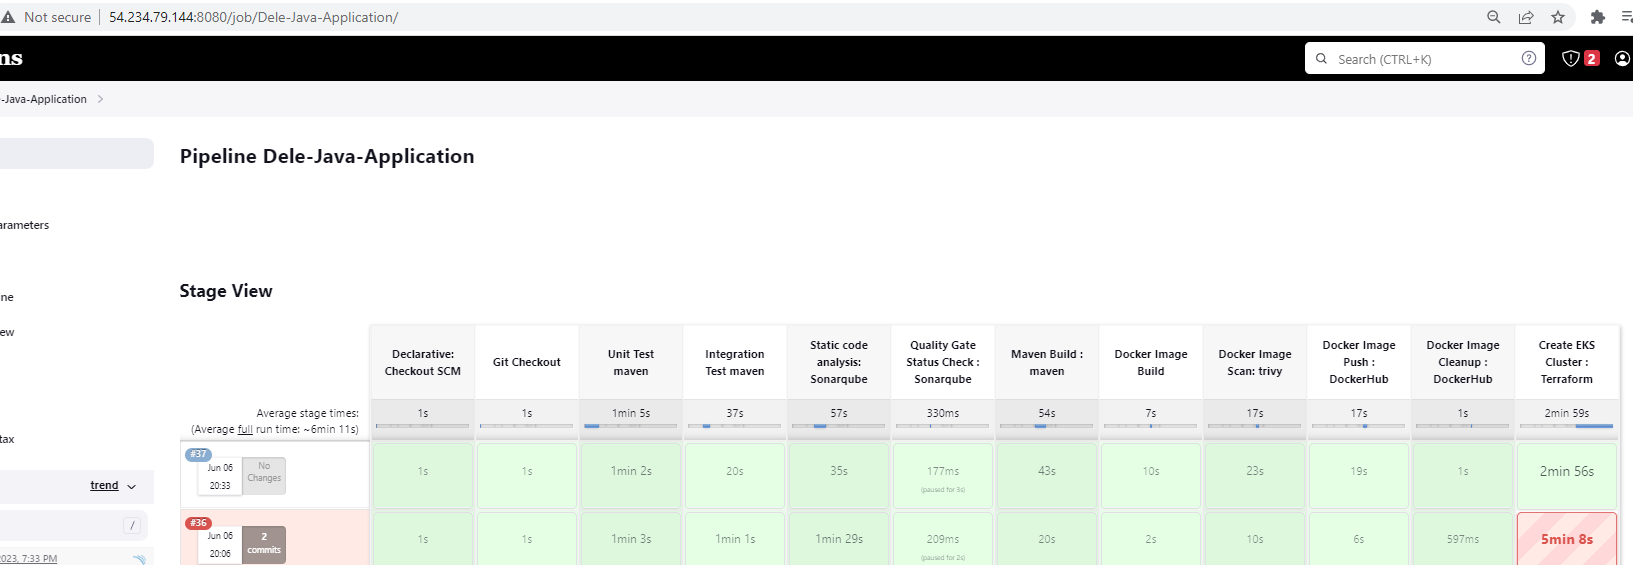 Not secure 54.234.79.144:8080/job/Dele-Java-Application/
ns
Search (CTRL+K)
2
-Java-Application
Pipeline Dele-Java-Application
arameters
ne
Stage View
ew
Declarative: Checkout SCM
Git Checkout
Unit Test maven
Integration Test maven
Static code analysis: Sonarqube
Quality Gate Status Check : Sonarqube
Maven Build : maven
Docker Image Build
Docker Image Scan: trivy
Docker Image Push : DockerHub
Docker Image Cleanup : DockerHub
Create EKS Cluster : Terraform
Average stage times:
(Average full run time: ~6min 11s)
1s 1s 1min 5s 37s 57s 330ms 54s 7s 17s 17s 1s 2min 59s
tax
#37
Jun 06
20:33
No Changes
1s 1s 1min 2s 20s 35s 177ms 43s 10s 23s 19s 1s 2min 56s
(paused for 3s)
trend
/
#36
Jun 06
20:06
2 commits
1s 1s 1min 3s 1min 1s 1min 29s 209ms 20s 2s 10s 6s 597ms 5min 8s
(paused for 2s)
2023, 7:33 PM